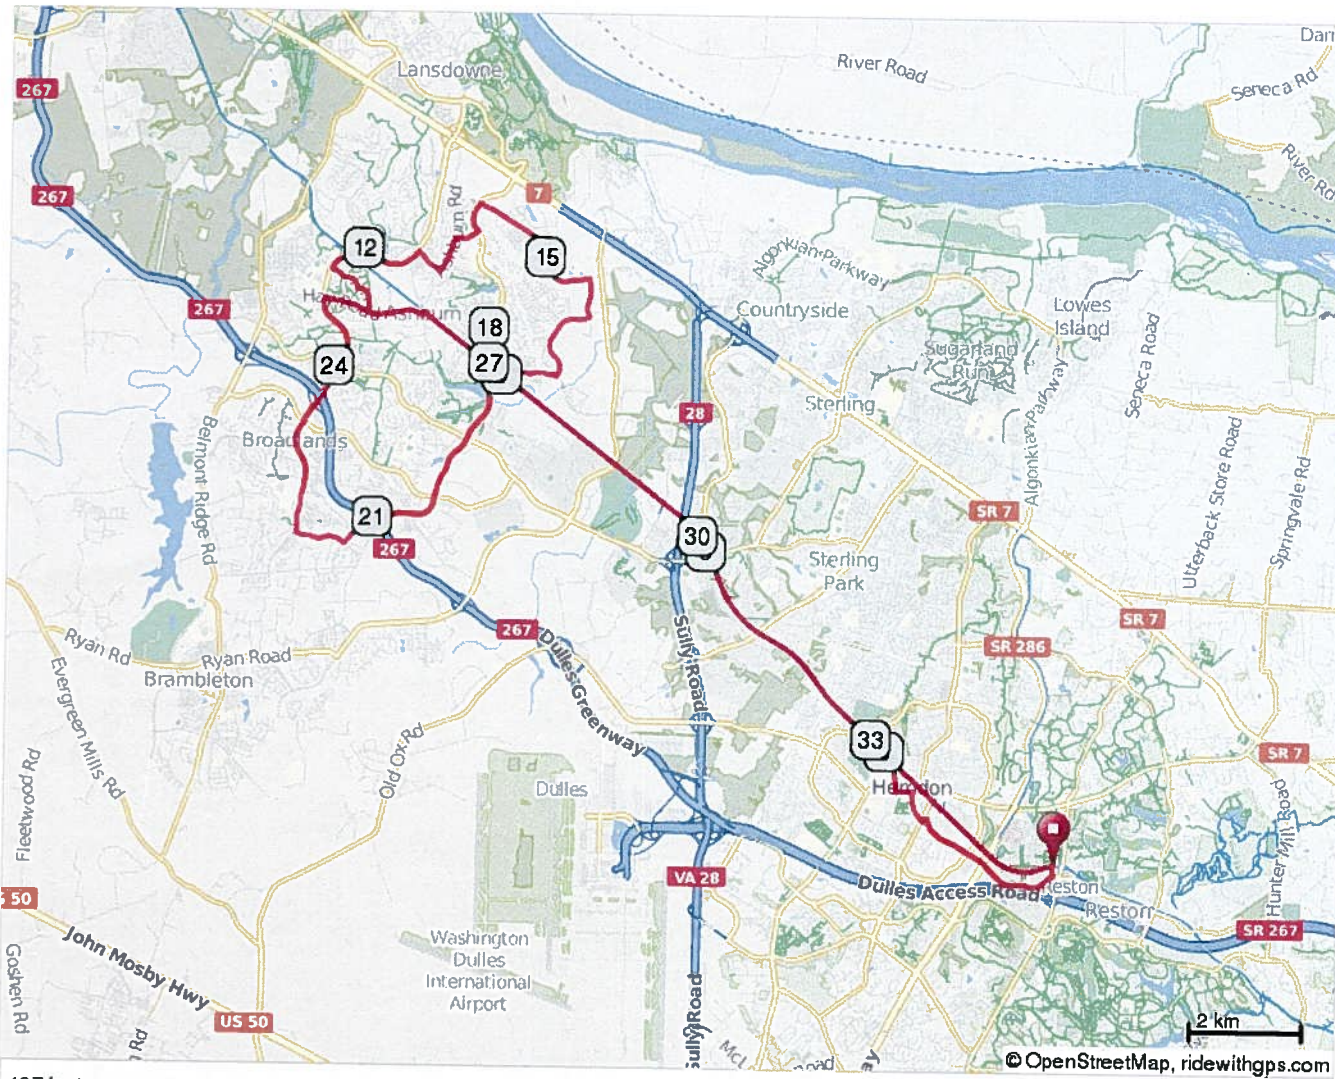 River Road
Dam
Seneca Rd
River Rd
Lansdowne
267
267
7
12
15
Algonkian Parkway
Countryside
Lowes
Island
267
18
24
27
Sugarland
Run
Seneca Road
Algonkian Parkway
28
Sterling
Broadlands
Belmont Ridge Rd
21
267
30
SR 7
Utterback Store Road
Springvale Rd
Sterling
Park
267
Dulles Greenway
Sully Road
SR 7
SR 286
Ryan Rd
Ryan Road
Brambleton
Evergreen Mills Rd
Old Ox Rd
Fleetwood Rd
33
SR 7
Herndon
Dulles
Hunter Mill Road
VA 28
Dulles Access Road
Reston
Reston
SR 267
50
John Mosby Hwy
Goshen Rd
US 50
Washington
Dulles
International
Airport
Sully Road
Rd
McL
2 km
© OpenStreetMap, ridewithgps.com